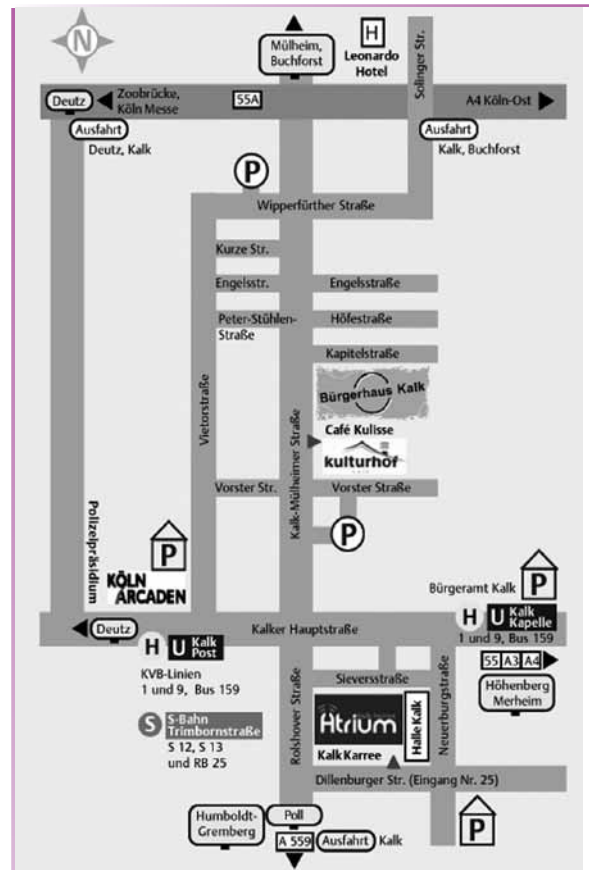 N
Mülheim,
Buchforst
H
Leonardo
Hotel
Solinger Str.
Deutz
Zoobrücke,
Köln Messe
55A
A4 Köln-Ost
Ausfahrt
Deutz, Kalk
Ausfahrt
Kalk, Buchforst
P
Wipperfürther Straße
Kurze Str.
Engelsstr.
Engelsstraße
Peter-Stühlen-
Straße
Höfestraße
Kapitelstraße
Bürgerhaus Kalk
Café Kulisse
kulturhof
Vietorstraße
Kalk-Mülheimer Straße
Vorster Str.
Vorster Straße
P
Polizeipräsidium
P
KÖLN
ARCADEN
P
Bürgeramt Kalk
Deutz
Kalker Hauptstraße
H U Kalk
Kapelle
1 und 9, Bus 159
H U Kalk
Post
KVB-Linien
1 und 9, Bus 159
55 A3 A4
Höhenberg
Merheim
S S-Bahn
Trimbornstraße
S 12, S 13
und RB 25
Rolshover Straße
Sieversstraße
Atrium
Halle Kalk
Kalk Karree
Neuerburgstraße
Dillenburger Str. (Eingang Nr. 25)
Humboldt-
Gremberg
Poll
A 559
Ausfahrt Kalk
P